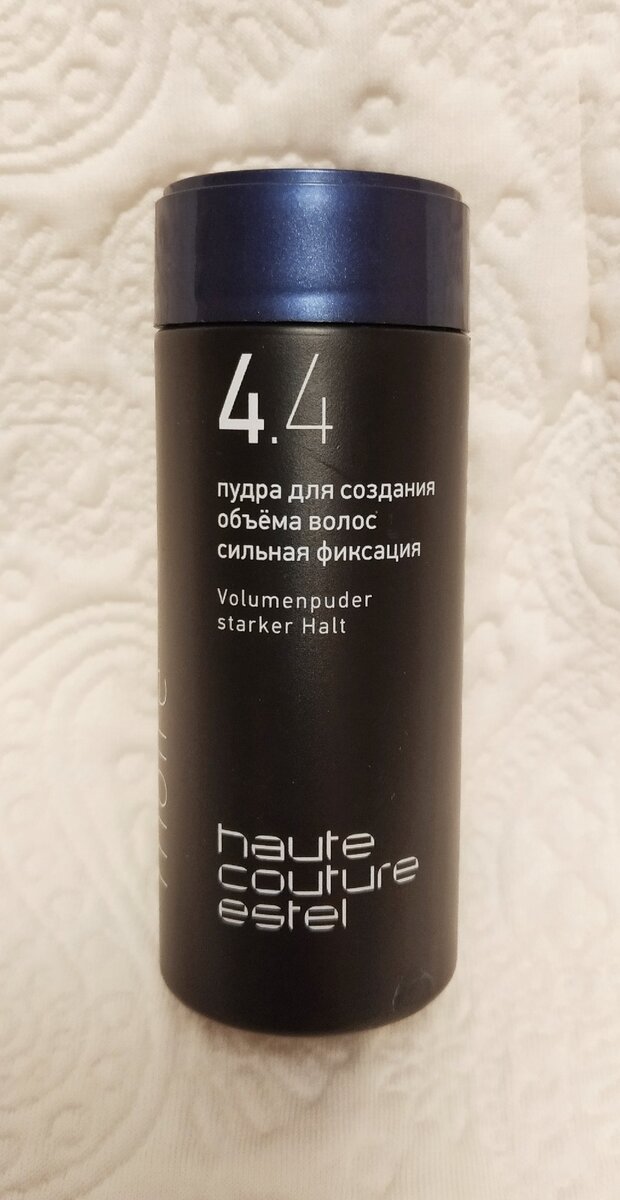 4.4
пудра для создания
объёма волос
сильная фиксация
Volumenpuder
starker Halt
haute
couture
estel